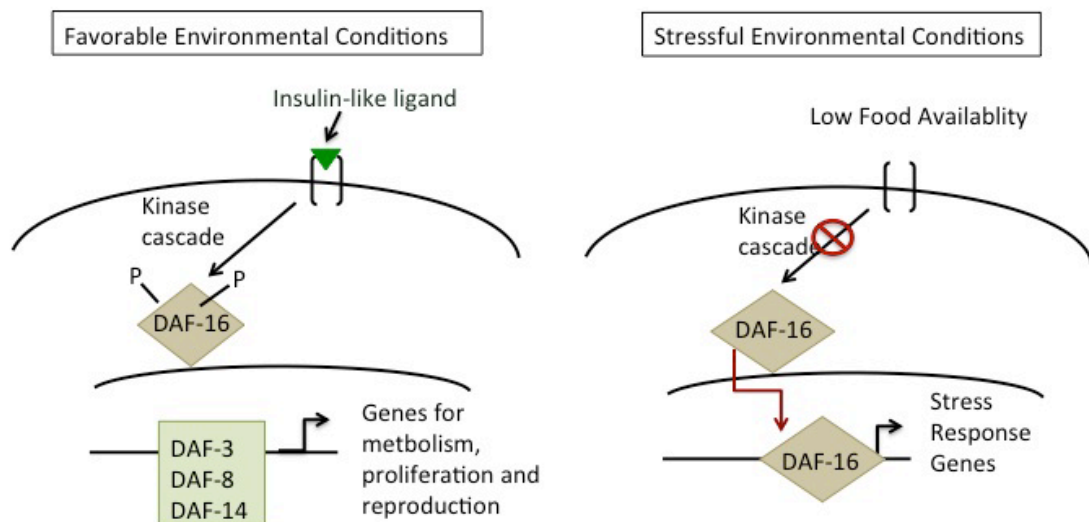 Favorable Environmental Conditions
Insulin-like ligand
Kinase
cascade
P
P
DAF-16
DAF-3
DAF-8
DAF-14
Genes for
metbolism,
proliferation and
reproduction
Stressful Environmental Conditions
Low Food Availablity
Kinase
cascade
DAF-16
DAF-16
Stress
Response
Genes